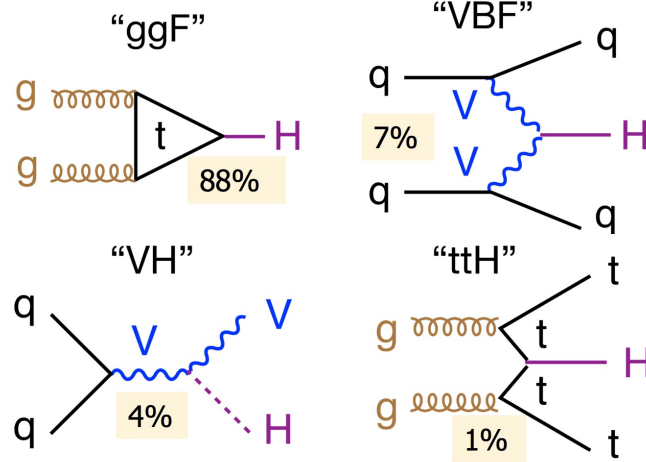 “ggF”
g
t
H
g
88%
“VBF”
q
q
V
7%
H
V
q
q
“VH”
q
V
V
q
4%
H
“ttH”
t
g
t
H
t
g
1%
t